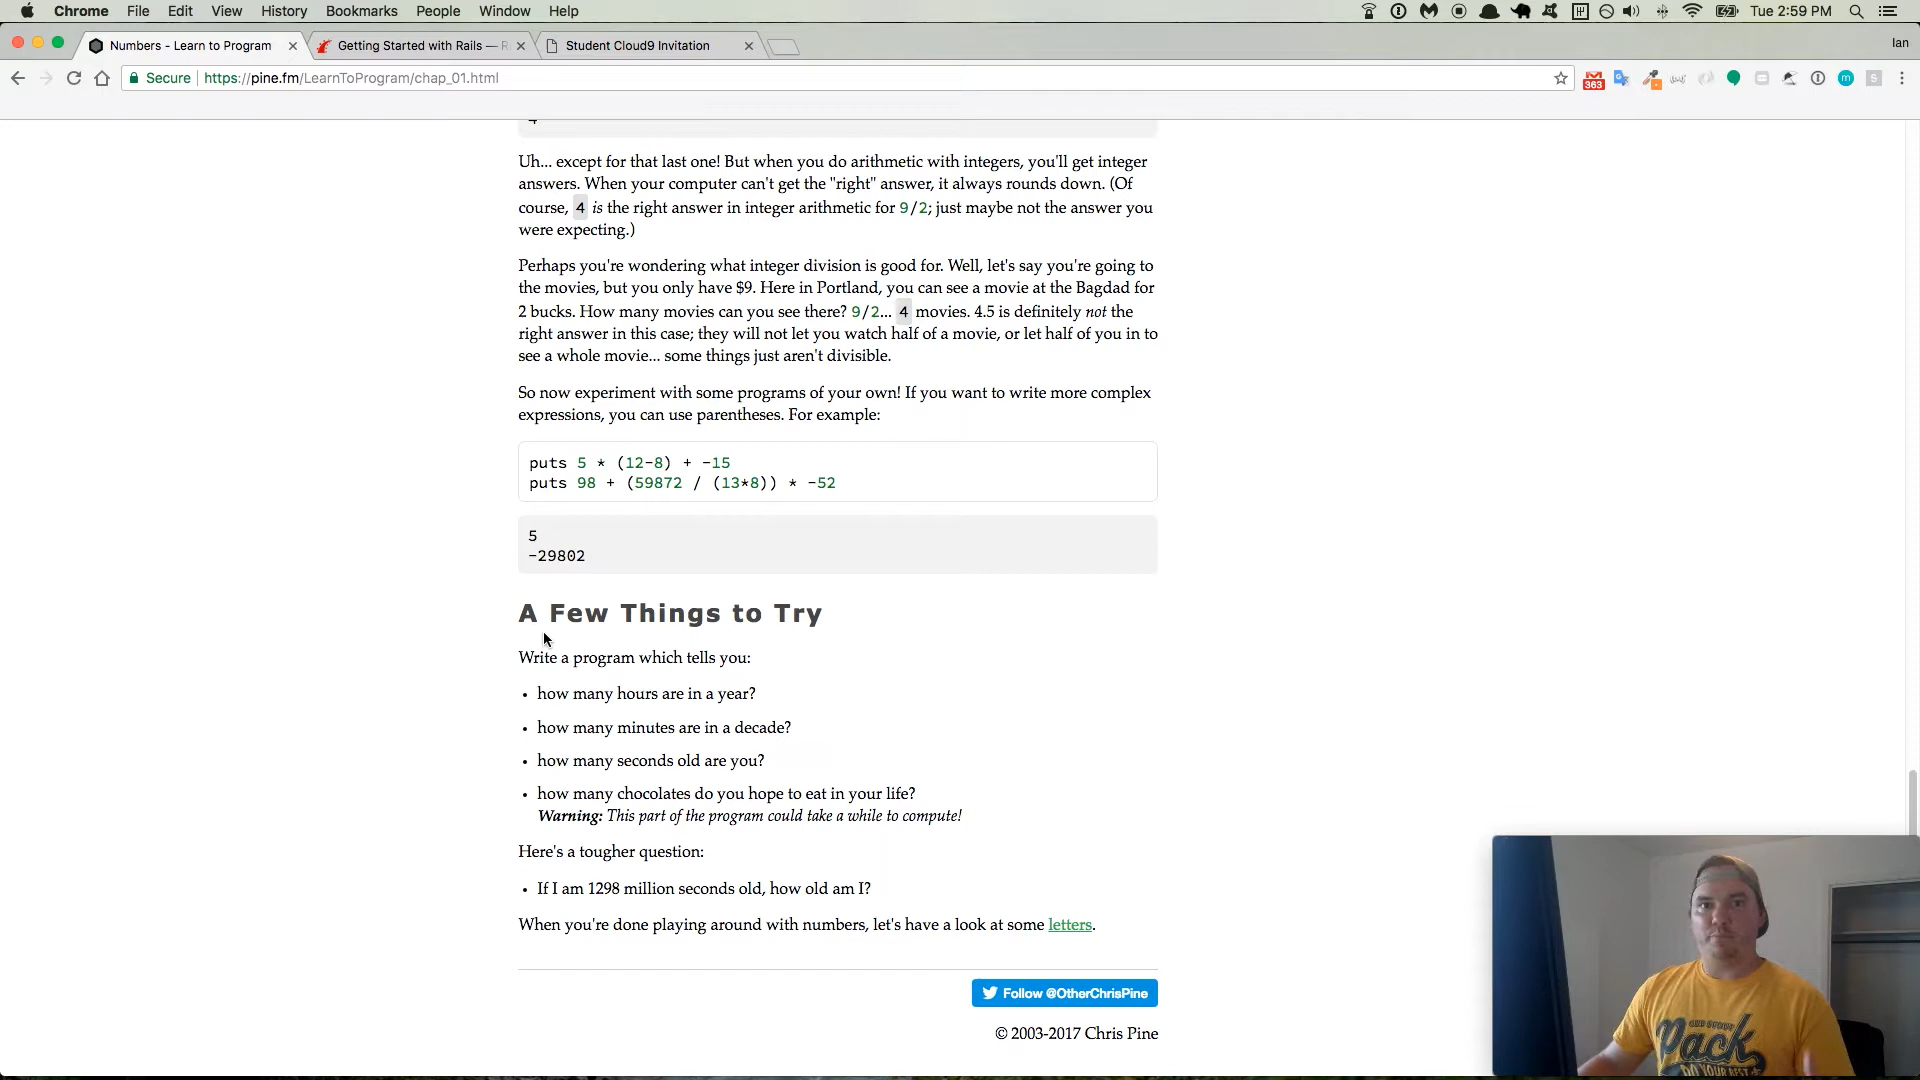 Chrome File Edit View History Bookmarks People Window Help Tue 2:59 PM
Numbers - Learn to Program Getting Started with Rails — R Student Cloud9 Invitation Ian
Secure https://pine.fm/LearnToProgram/chap_01.html 363
4
Uh... except for that last one! But when you do arithmetic with integers, you'll get integer
answers. When your computer can't get the "right" answer, it always rounds down. (Of
course, 4 is the right answer in integer arithmetic for 9/2; just maybe not the answer you
were expecting.)
Perhaps you're wondering what integer division is good for. Well, let's say you're going to
the movies, but you only have $9. Here in Portland, you can see a movie at the Bagdad for
2 bucks. How many movies can you see there? 9/2... 4 movies. 4.5 is definitely not the
right answer in this case; they will not let you watch half of a movie, or let half of you in to
see a whole movie... some things just aren't divisible.
So now experiment with some programs of your own! If you want to write more complex
expressions, you can use parentheses. For example:
puts 5 * (12-8) + -15
puts 98 + (59872 / (13*8)) * -52
5
-29802
A Few Things to Try
Write a program which tells you:
• how many hours are in a year?
• how many minutes are in a decade?
• how many seconds old are you?
• how many chocolates do you hope to eat in your life?
Warning: This part of the program could take a while to compute!
Here's a tougher question:
• If I am 1298 million seconds old, how old am I?
When you're done playing around with numbers, let's have a look at some letters.
Follow @OtherChrisPine
© 2003-2017 Chris Pine
Pack